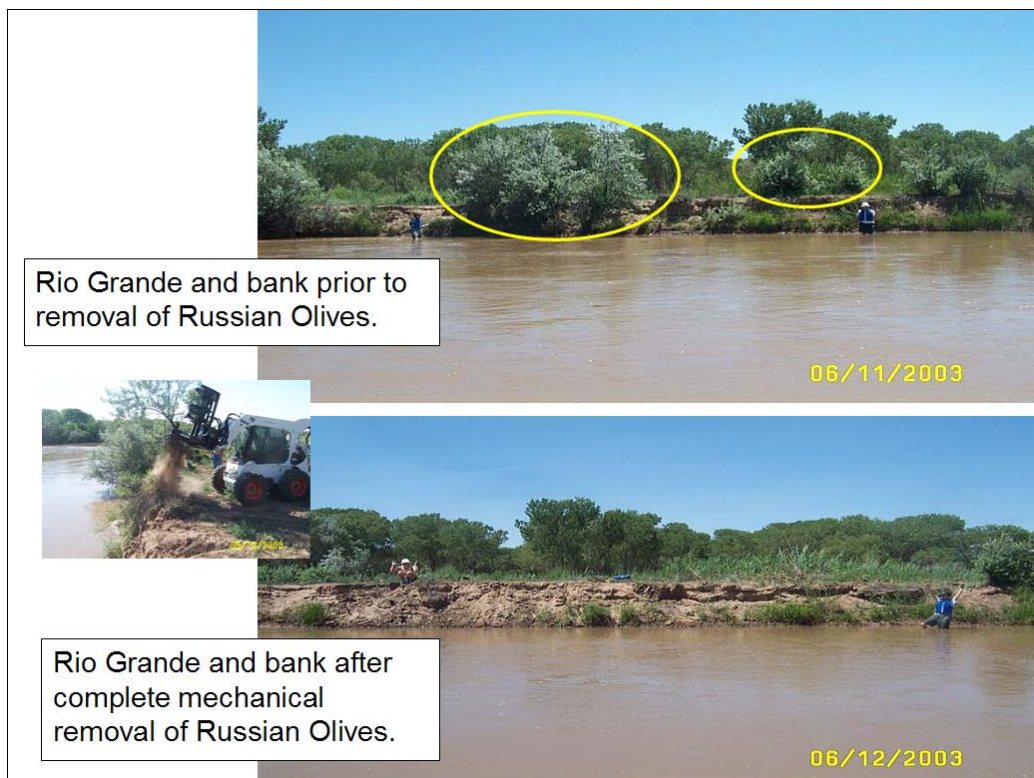 06/11/2003
Rio Grande and bank prior to
removal of Russian Olives.
06/12/2003
Rio Grande and bank after
complete mechanical
removal of Russian Olives.